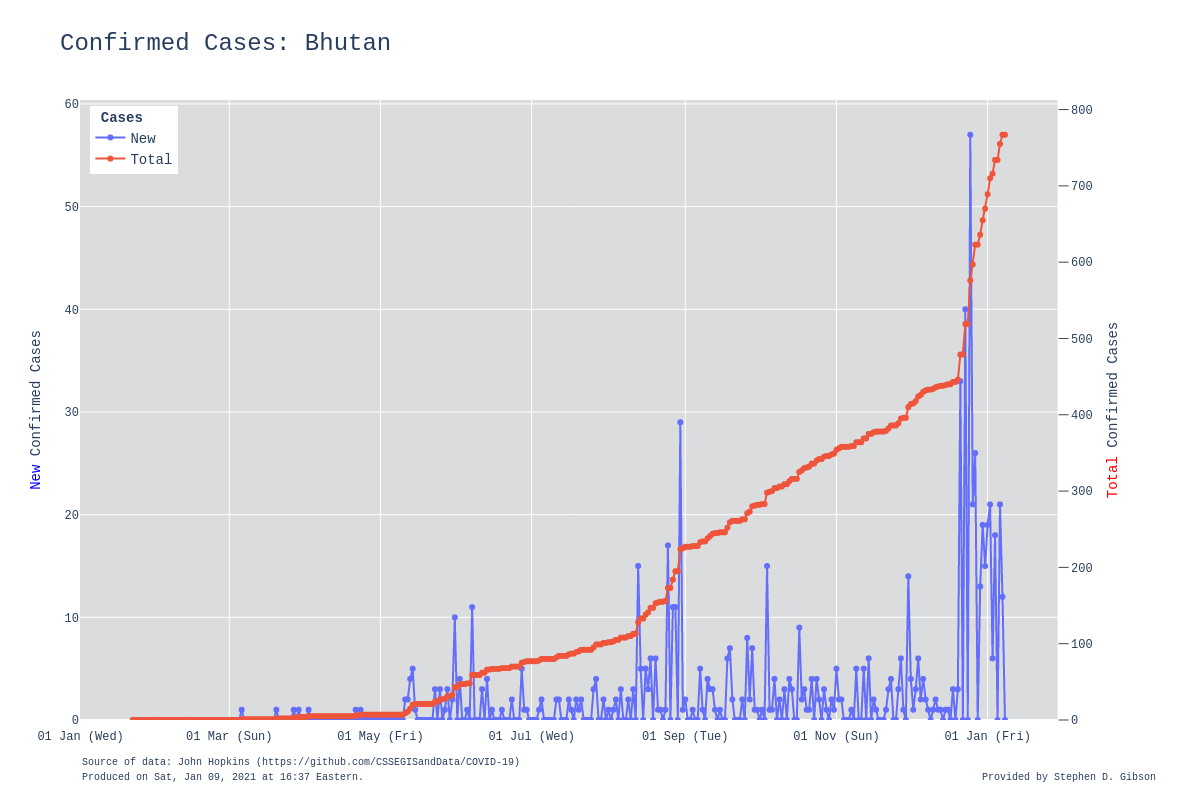 Confirmed Cases: Bhutan
Cases
New
Total
60
50
40
30
20
10
0
800
700
600
500
400
300
200
100
0
New Confirmed Cases
Total Confirmed Cases
01 Jan (Wed)
01 Mar (Sun)
01 May (Fri)
01 Jul (Wed)
01 Sep (Tue)
01 Nov (Sun)
01 Jan (Fri)
Source of data: John Hopkins (https://github.com/CSSEGISandData/COVID-19)
Produced on Sat, Jan 09, 2021 at 16:37 Eastern.
Provided by Stephen D. Gibson